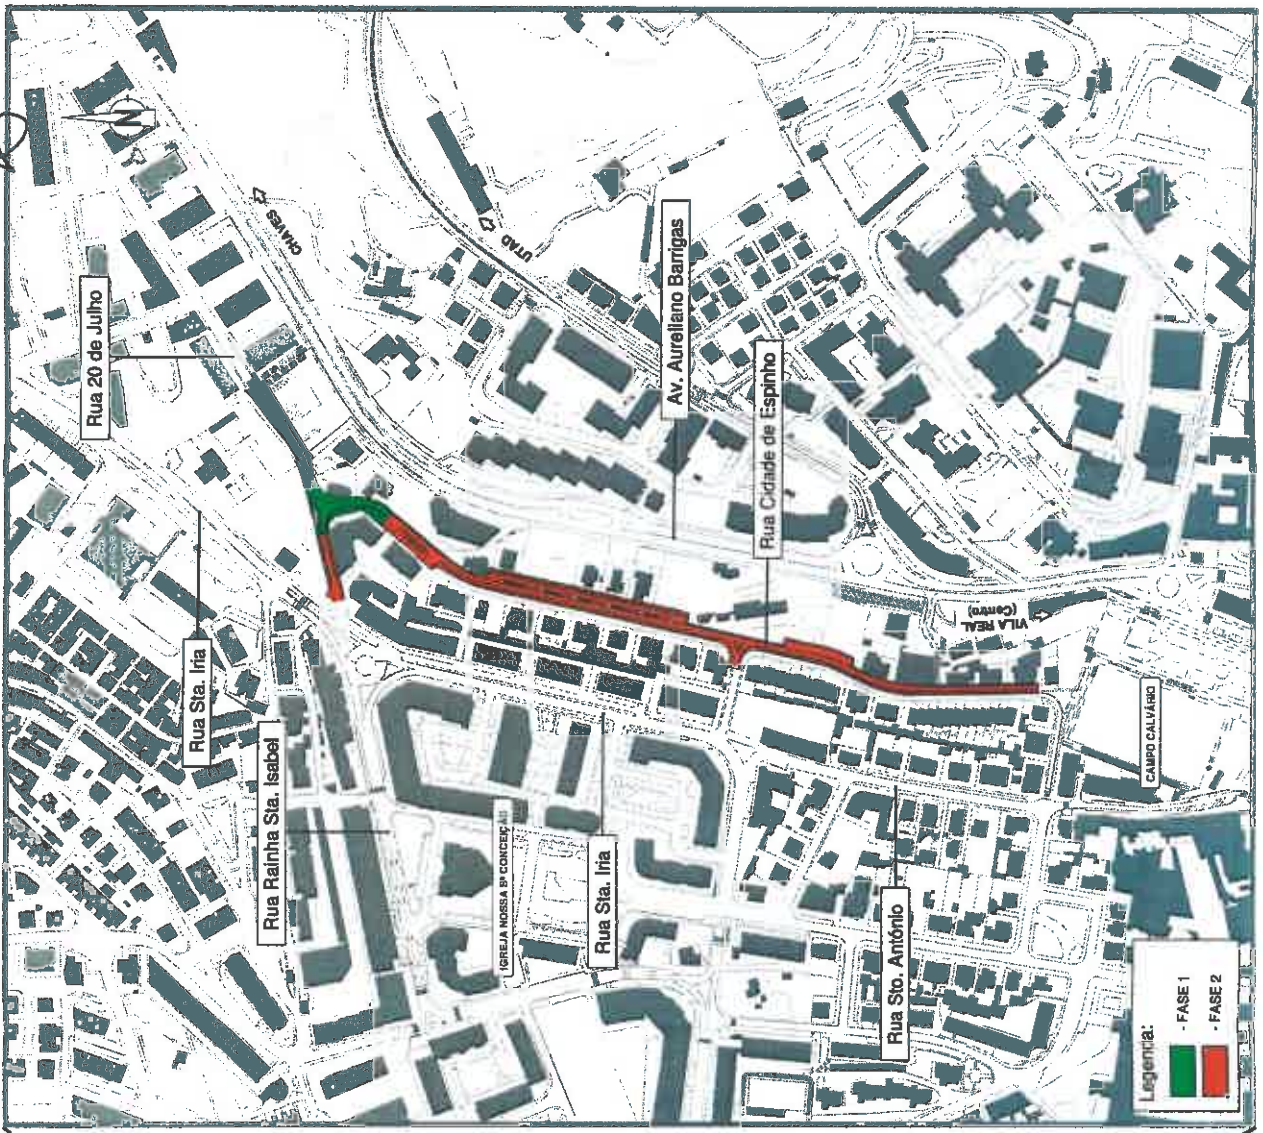 N
CHAVES
UTAD
Rua 20 de Julho
Av. Aureliano Barrigas
Rua Cidade de Espinho
Rua Sta. Iria
VILA REAL
(Centro)
Rua Rainha Sta. Isabel
IGREJA NOSSA Sª CONCEIÇÃO
Rua Sta. Iria
Rua Sto. António
CAMPO CALVÁRIO
Legenda:
- FASE 1
- FASE 2